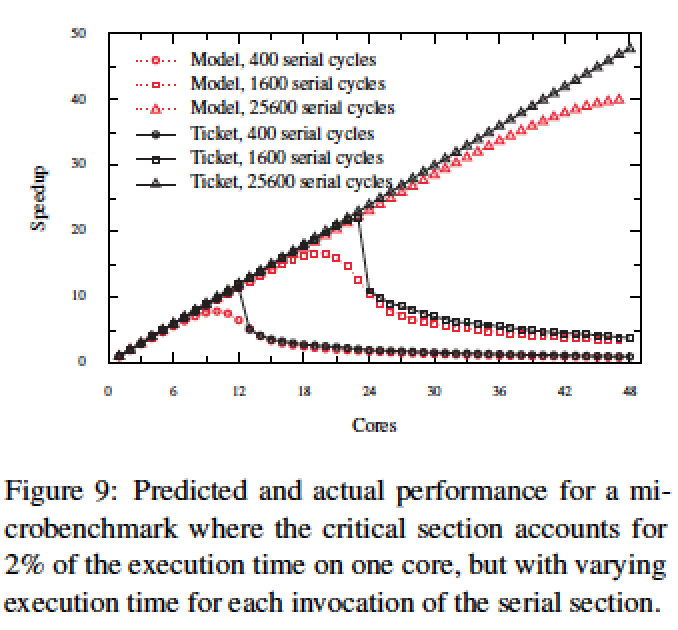 50
40
30
20
10
0
Speedup
Model, 400 serial cycles
Model, 1600 serial cycles
Model, 25600 serial cycles
Ticket, 400 serial cycles
Ticket, 1600 serial cycles
Ticket, 25600 serial cycles
0 6 12 18 24 30 36 42 48
Cores
Figure 9: Predicted and actual performance for a mi-
crobenchmark where the critical section accounts for
2% of the execution time on one core, but with varying
execution time for each invocation of the serial section.